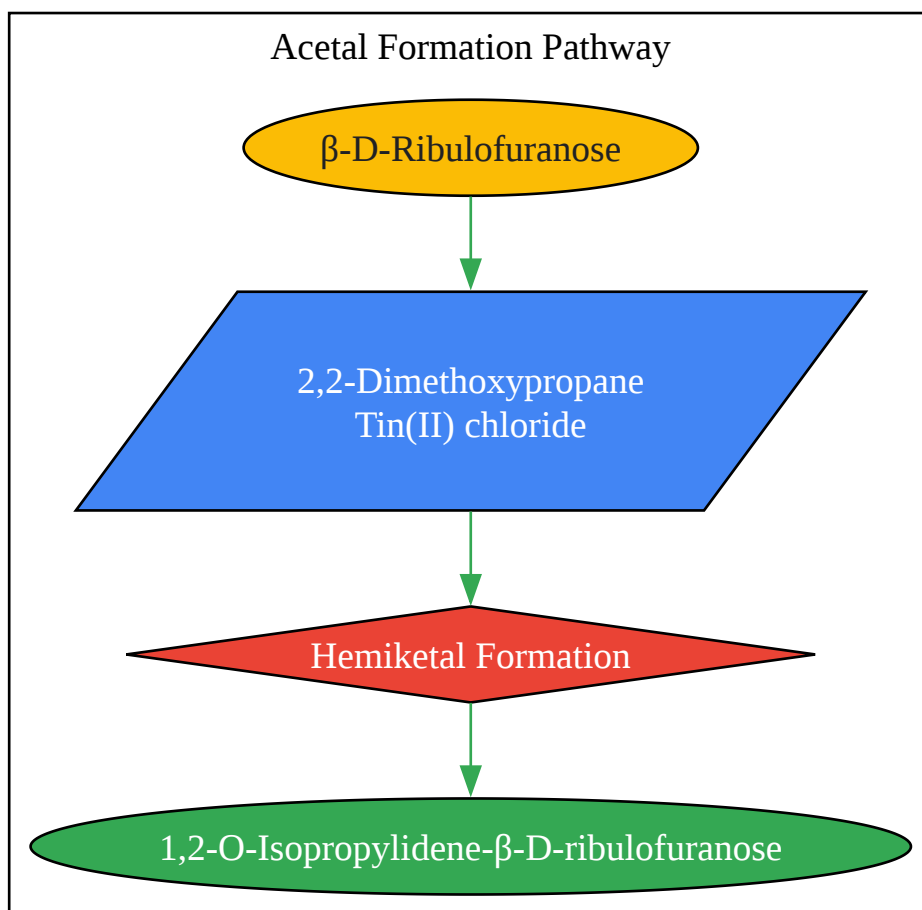 Acetal Formation Pathway
β-D-Ribulofuranose
2,2-Dimethoxypropane
Tin(II) chloride
Hemiketal Formation
1,2-O-Isopropylidene-β-D-ribulofuranose